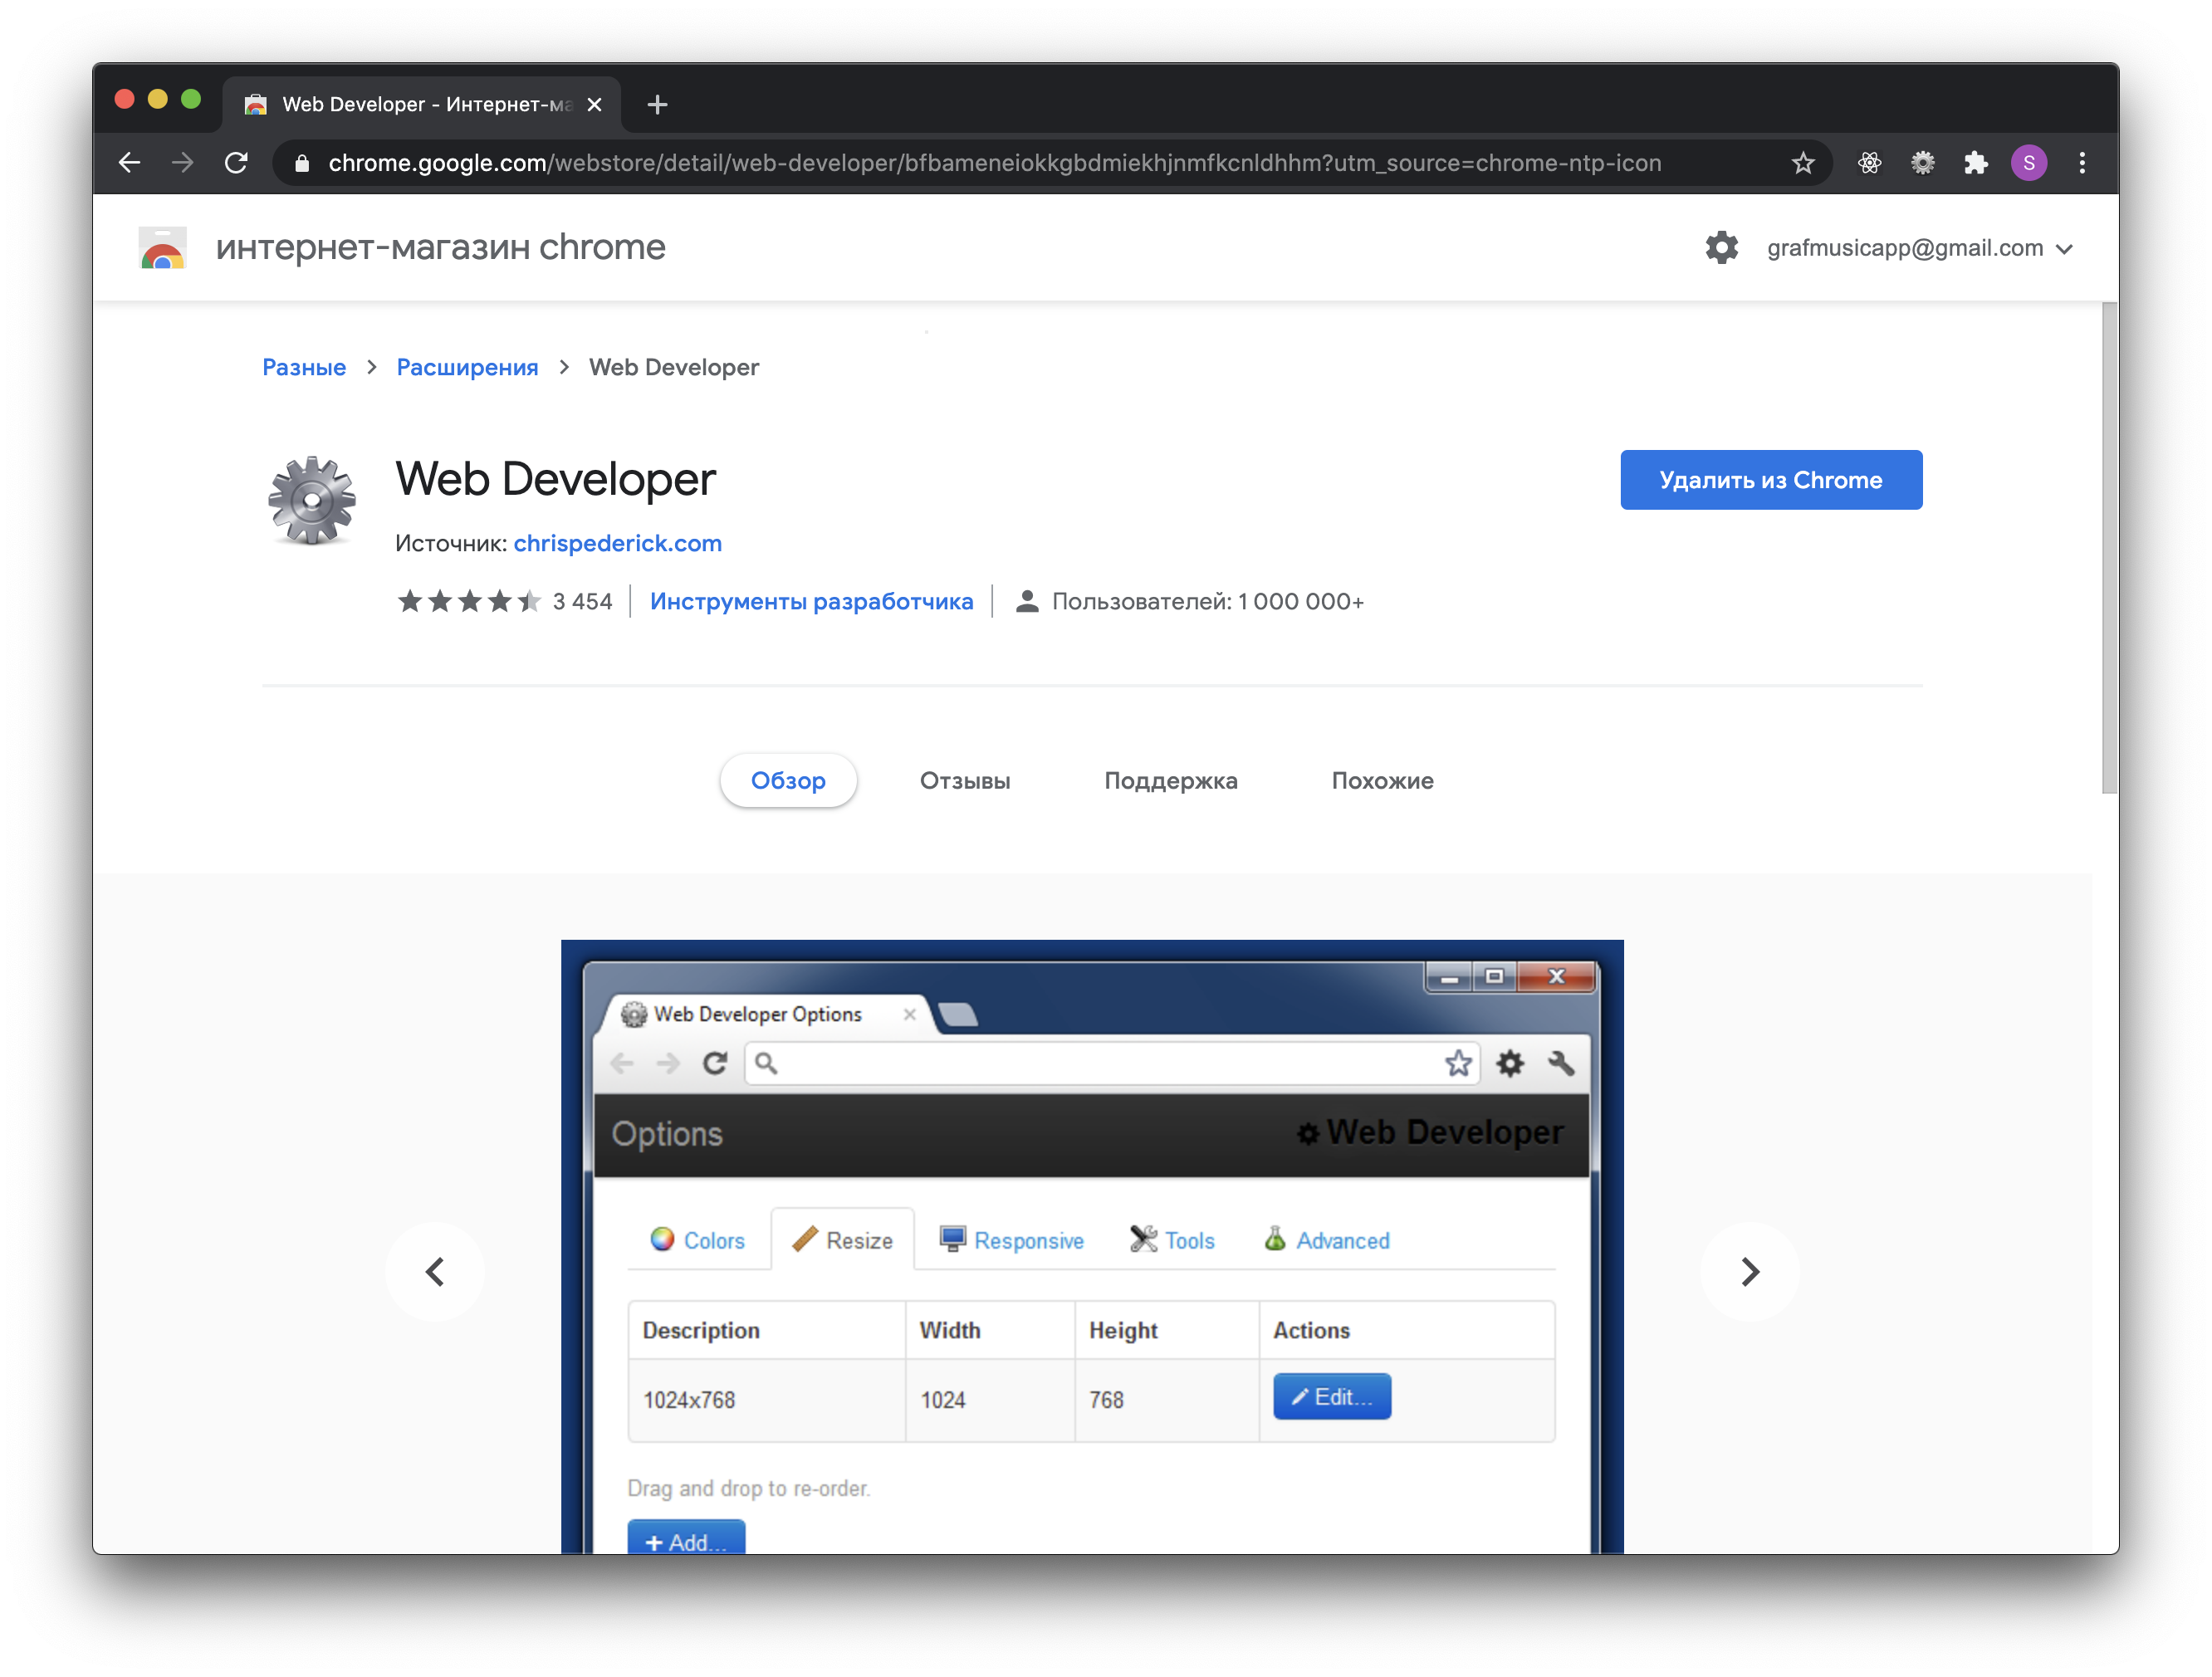 Web Developer - Интернет-ма
chrome.google.com/webstore/detail/web-developer/bfbameneiokkgbdmiekhjnmfkcnldhhm?utm_source=chrome-ntp-icon
S
интернет-магазин chrome
grafmusicapp@gmail.com
Разные > Расширения > Web Developer
Web Developer
Удалить из Chrome
Источник: chrispederick.com
3 454
Инструменты разработчика
Пользователей: 1 000 000+
Обзор
Отзывы
Поддержка
Похожие
Web Developer Options
Options
Web Developer
Colors
Resize
Responsive
Tools
Advanced
Description Width Height Actions
1024x768 1024 768 Edit...
Drag and drop to re-order.
+ Add...